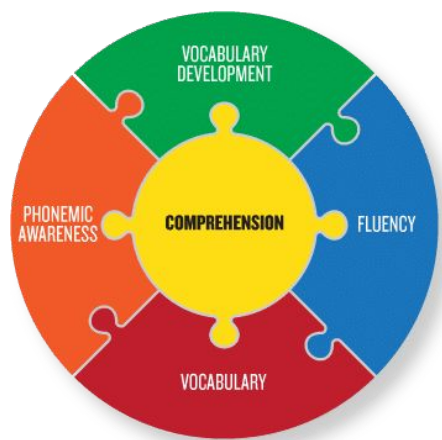 VOCABULARY
DEVELOPMENT
PHONEMIC
AWARENESS
COMPREHENSION
FLUENCY
VOCABULARY